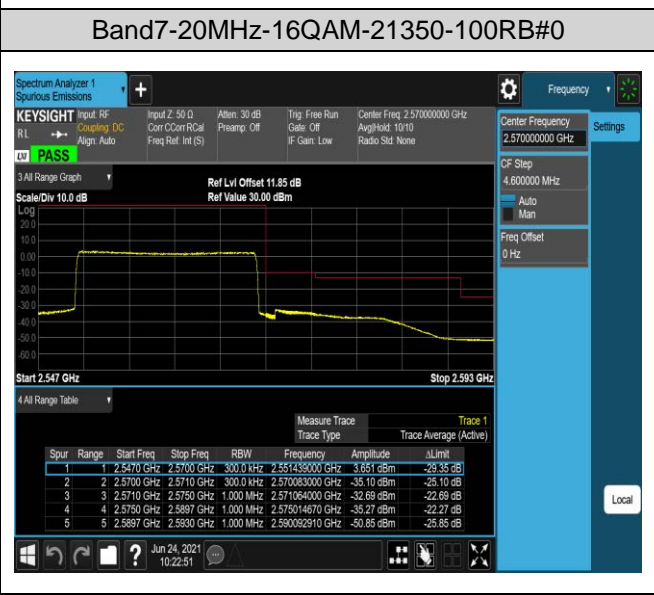 Band7-20MHz-16QAM-21350-100RB#0
Spectrum Analyzer 1
Spurious Emissions
+
Frequency
KEYSIGHT
RL
LXI PASS
Input: RF
Coupling: DC
Align: Auto
Input Z: 50 Ω
Corr CCorr RCal
Freq Ref: Int (S)
Atten: 30 dB
Preamp: Off
Trig: Free Run
Gate: Off
IF Gain: Low
Center Freq: 2.570000000 GHz
Avg|Hold: 10/10
Radio Std: None
Center Frequency
2.570000000 GHz
Settings
CF Step
4.600000 MHz
Auto
Man
Freq Offset
0 Hz
Local
3 All Range Graph
Ref Lvl Offset 11.85 dB
Scale/Div 10.0 dB
Ref Value 30.00 dBm
Log
20.0
10.0
0.00
-10.0
-20.0
-30.0
-40.0
-50.0
-60.0
Start 2.547 GHz
Stop 2.593 GHz
4 All Range Table
Measure Trace Trace 1
Trace Type Trace Average (Active)
Spur Range Start Freq Stop Freq RBW Frequency Amplitude ΔLimit
1 1 2.5470 GHz 2.5700 GHz 300.0 kHz 2.551439000 GHz 3.651 dBm -29.35 dB
2 2 2.5700 GHz 2.5710 GHz 300.0 kHz 2.570083000 GHz -35.10 dBm -25.10 dB
3 3 2.5710 GHz 2.5750 GHz 1.000 MHz 2.571064000 GHz -32.69 dBm -22.69 dB
4 4 2.5750 GHz 2.5897 GHz 1.000 MHz 2.575014670 GHz -35.27 dBm -22.27 dB
5 5 2.5897 GHz 2.5930 GHz 1.000 MHz 2.590092910 GHz -50.85 dBm -25.85 dB
?
Jun 24, 2021
10:22:51